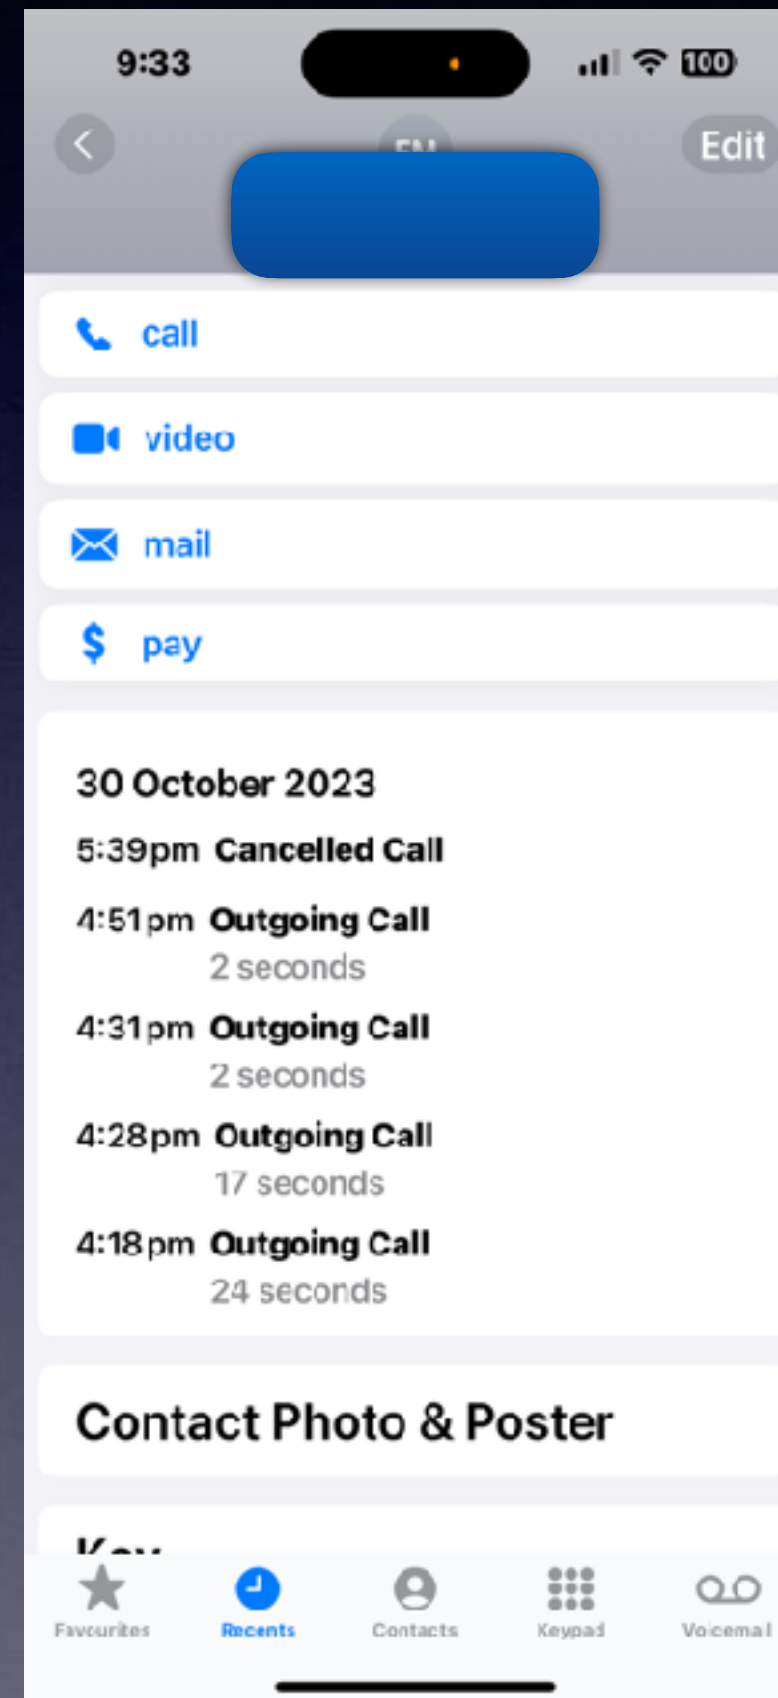 9:33
100
Edit
call
video
mail
pay
30 October 2023
5:39pm Cancelled Call
4:51pm Outgoing Call
2 seconds
4:31pm Outgoing Call
2 seconds
4:28pm Outgoing Call
17 seconds
4:18pm Outgoing Call
24 seconds
Contact Photo & Poster
Favourites Recents Contacts Keypad Voicemail